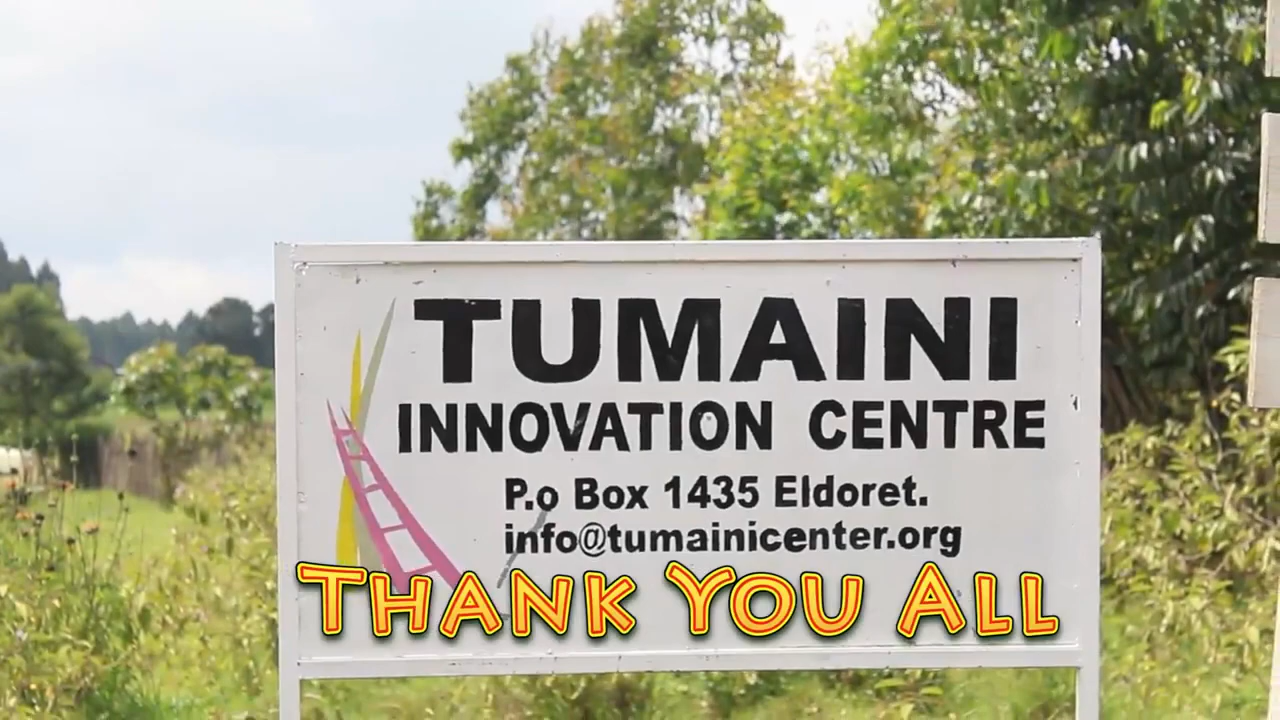 TUMAINI
INNOVATION CENTRE
P.o Box 1435 Eldoret.
info@tumainicenter.org
THANK YOU ALL